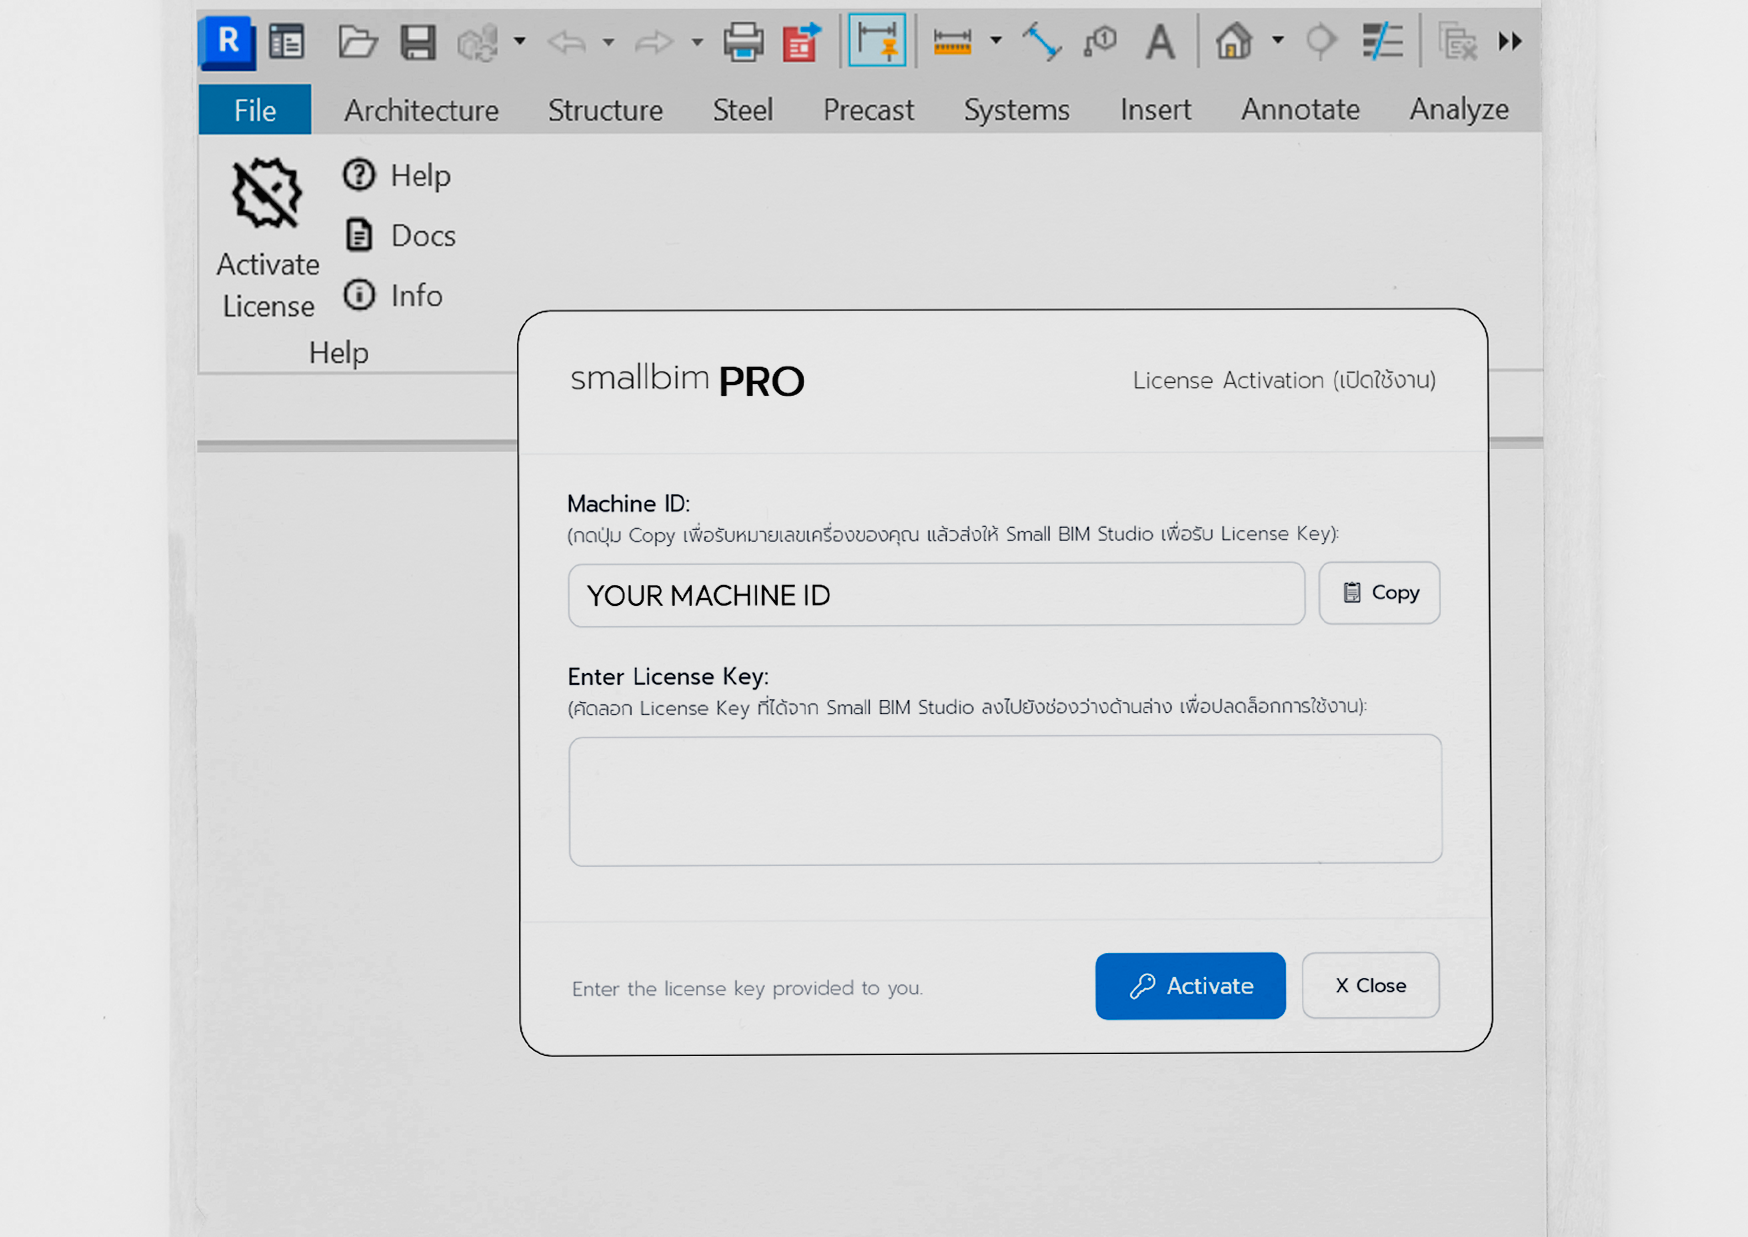 R
File Architecture Structure Steel Precast Systems Insert Annotate Analyze
Activate License
Help
Docs
Info
Help
smallbim PRO
License Activation (เปิดใช้งาน)
Machine ID:
(กดปุ่ม Copy เพื่อรับหมายเลขเครื่องของคุณ แล้วส่งให้ Small BIM Studio เพื่อรับ License Key):
YOUR MACHINE ID
Copy
Enter License Key:
(คัดลอก License Key ที่ได้จาก Small BIM Studio ลงไปยังช่องว่างด้านล่าง เพื่อปลดล็อกการใช้งาน):
Enter the license key provided to you.
Activate
X Close